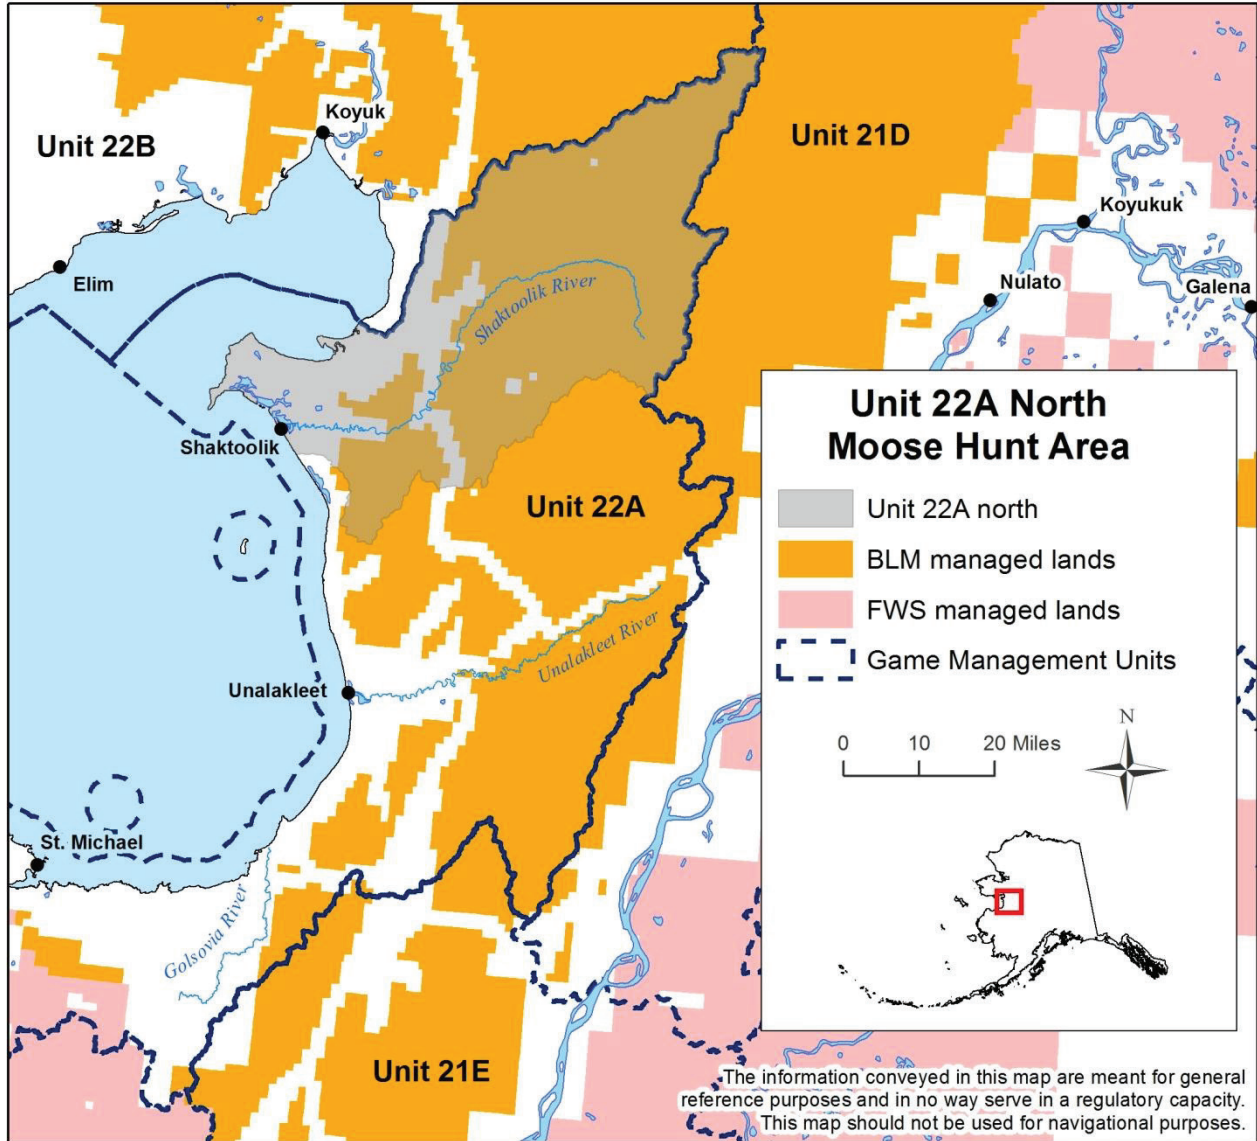 Koyuk
Unit 22B
Unit 21D
Koyukuk
Elim
Nulato
Galena
Shaktoolik River
Shaktoolik
Unit 22A
Unalakleet River
Unalakleet
St. Michael
Golsovia River
Unit 21E
Unit 22A North
Moose Hunt Area
Unit 22A north
BLM managed lands
FWS managed lands
Game Management Units
N
0 10 20 Miles
The information conveyed in this map are meant for general
reference purposes and in no way serve in a regulatory capacity.
This map should not be used for navigational purposes.